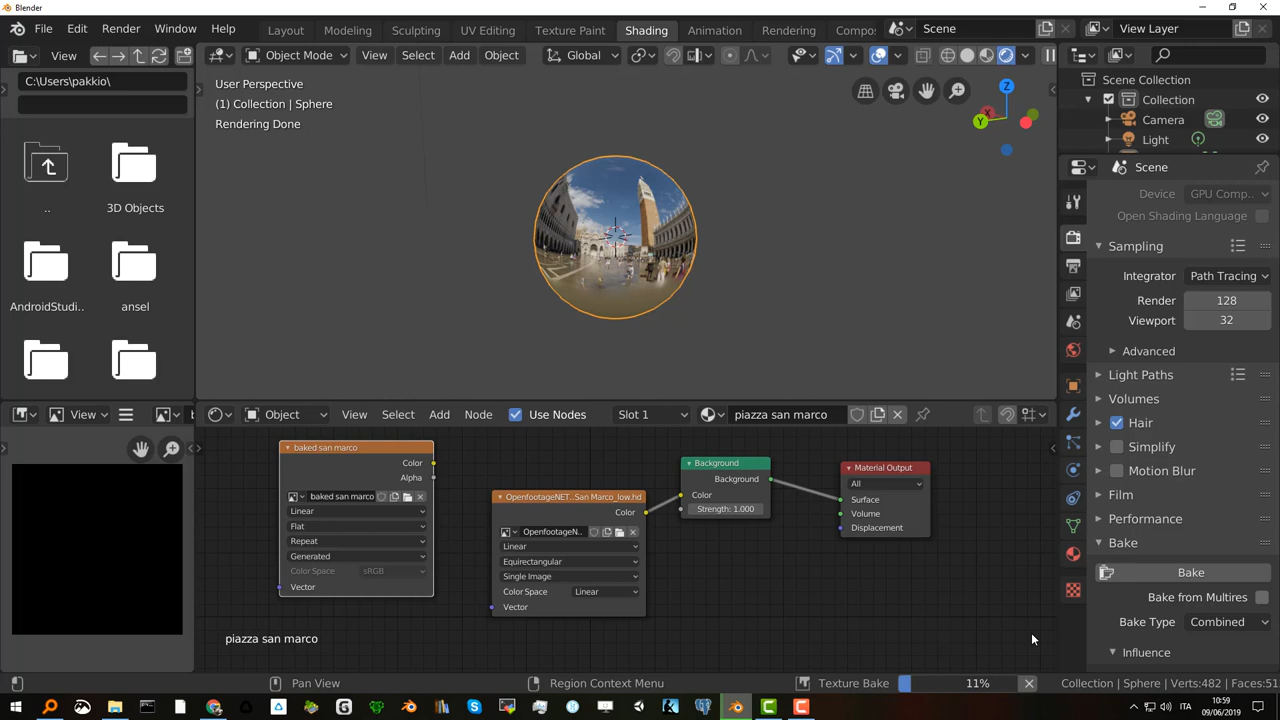 Blender
File Edit Render Window Help
Layout Modeling Sculpting UV Editing Texture Paint Shading Animation Rendering Compos
Scene
View Layer
View
Object Mode View Select Add Object
Global
C:\Users\pakkio\
User Perspective
(1) Collection | Sphere
Rendering Done
Z
X
Y
..
3D Objects
AndroidStudi..
ansel
Scene Collection
Collection
Camera
Light
Scene
Device GPU Comp..
Open Shading Language
Sampling
Integrator Path Tracing
Render 128
Viewport 32
Advanced
Light Paths
Volumes
Hair
Simplify
Motion Blur
Film
Performance
Bake
Bake
Bake from Multires
Bake Type Combined
Influence
View
Object View Select Add Node Use Nodes Slot 1 piazza san marco
baked san marco
Color
Alpha
baked san marco
Linear
Flat
Repeat
Generated
Color Space sRGB
Vector
OpenfootageNET..San Marco_low.hd
Color
OpenfootageN..
Linear
Equirectangular
Single Image
Color Space Linear
Vector
Background
Background
Color
Strength: 1.000
Material Output
All
Surface
Volume
Displacement
piazza san marco
Pan View
Region Context Menu
Texture Bake 11%
Collection | Sphere | Verts:482 | Faces:51
ITA
10:59
09/06/2019